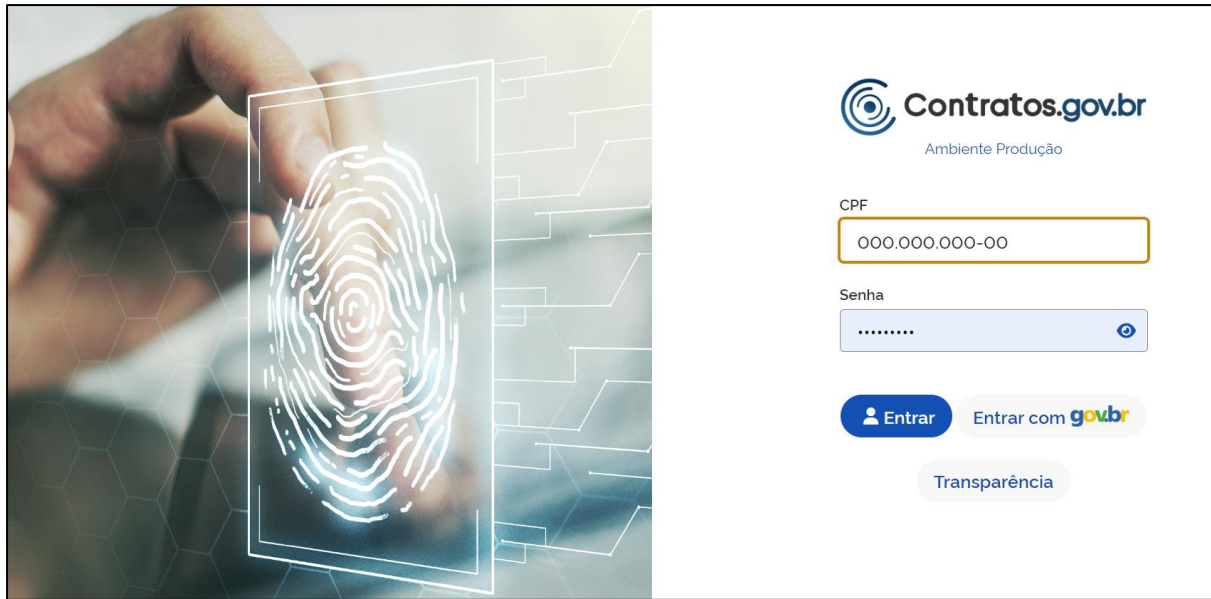 Contratos.gov.br
Ambiente Produção
CPF
000.000.000-00
Senha
•••••••••
Entrar
Entrar com gov.br
Transparência